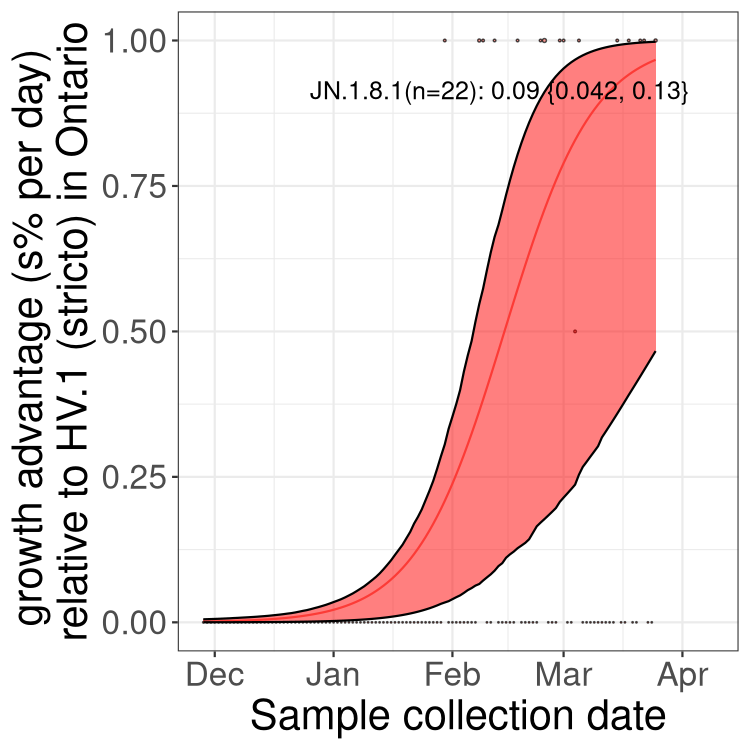 growth advantage (s% per day)
relative to HV.1 (stricto) in Ontario
1.00
0.75
0.50
0.25
0.00
JN.1.8.1(n=22): 0.09 {0.042, 0.13}
Dec Jan Feb Mar Apr
Sample collection date